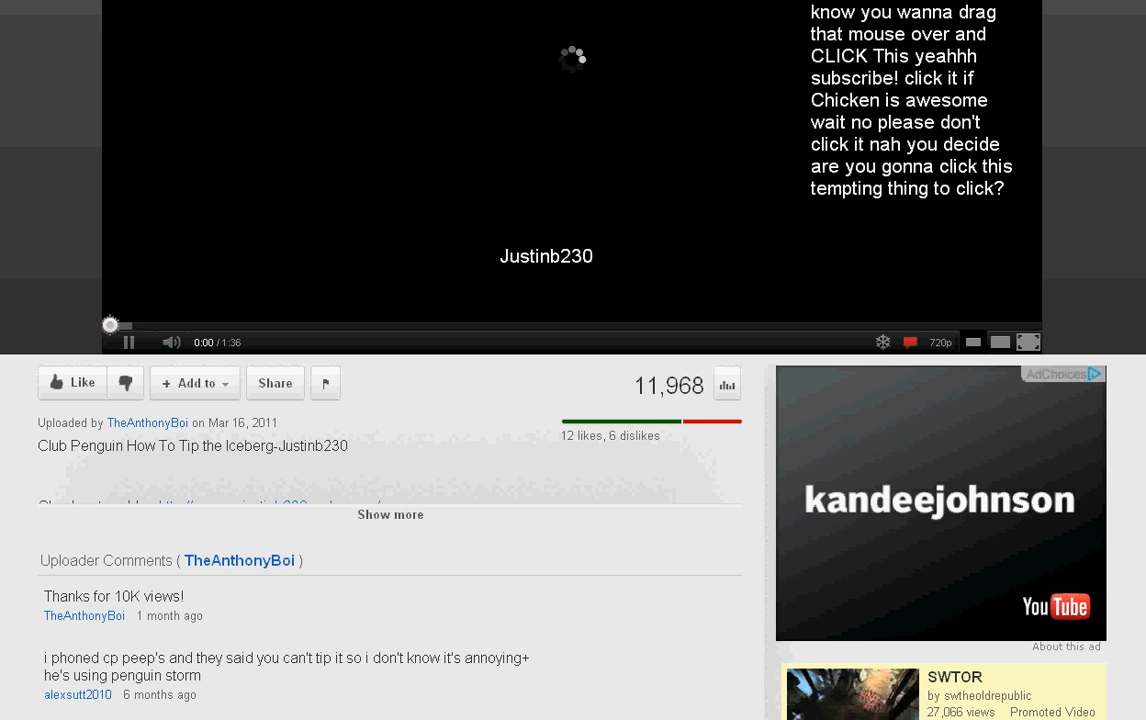 know you wanna drag
that mouse over and
CLICK This yeahhh
subscribe! click it if
Chicken is awesome
wait no please don't
click it nah you decide
are you gonna click this
tempting thing to click?
Justinb230
0:00 / 1:36
720p
Like
+ Add to
Share
11,968
Uploaded by TheAnthonyBoi on Mar 16, 2011
12 likes, 6 dislikes
Club Penguin How To Tip the Iceberg-Justinb230
Show more
Uploader Comments ( TheAnthonyBoi )
Thanks for 10K views!
TheAnthonyBoi 1 month ago
i phoned cp peep's and they said you can't tip it so i don't know it's annoying+
he's using penguin storm
alexsutt2010 6 months ago
AdChoices
kandeejohnson
YouTube
About this ad
SWTOR
by swtheoldrepublic
27,066 views Promoted Video